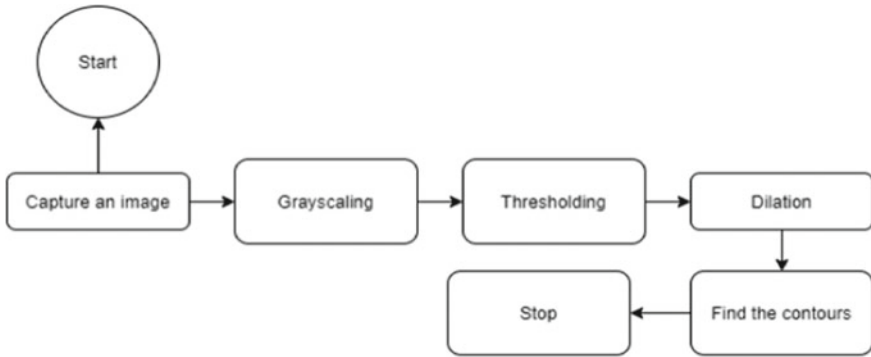 Start
Capture an image
Grayscaling
Thresholding
Dilation
Find the contours
Stop